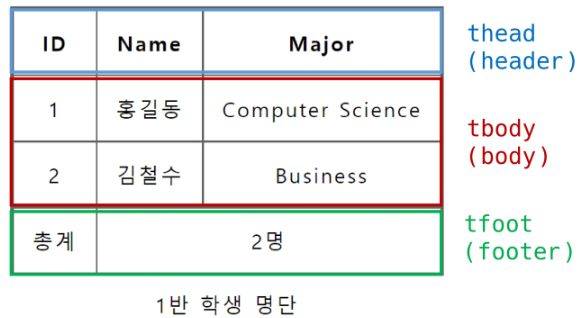 ID Name Major
thead
(header)
1 홍길동 Computer Science
2 김철수 Business
tbody
(body)
총계 2명
tfoot
(footer)
1반 학생 명단